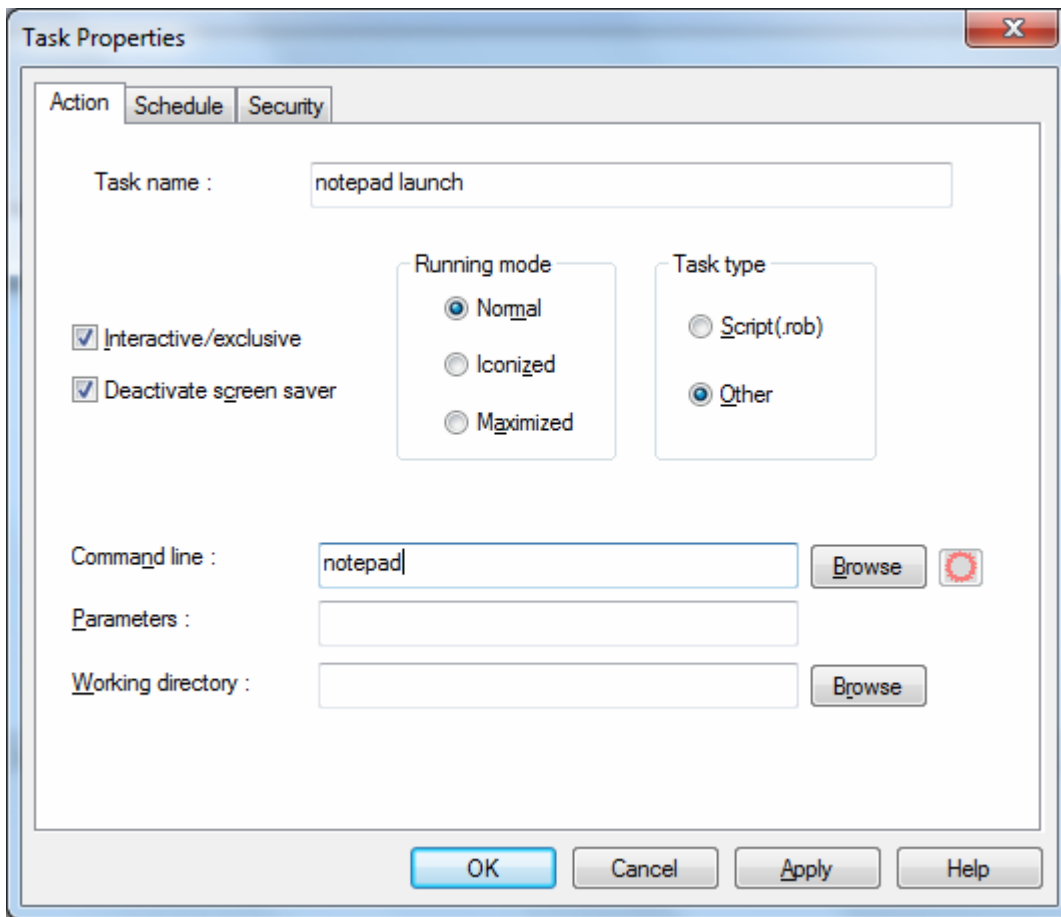 Task Properties
Action Schedule Security
Task name : notepad launch
Running mode Task type
Normal
Script(.rob)
Interactive/exclusive
Iconized
Deactivate screen saver
Other
Maximized
Command line : notepad Browse
Parameters :
Working directory : Browse
OK Cancel Apply Help